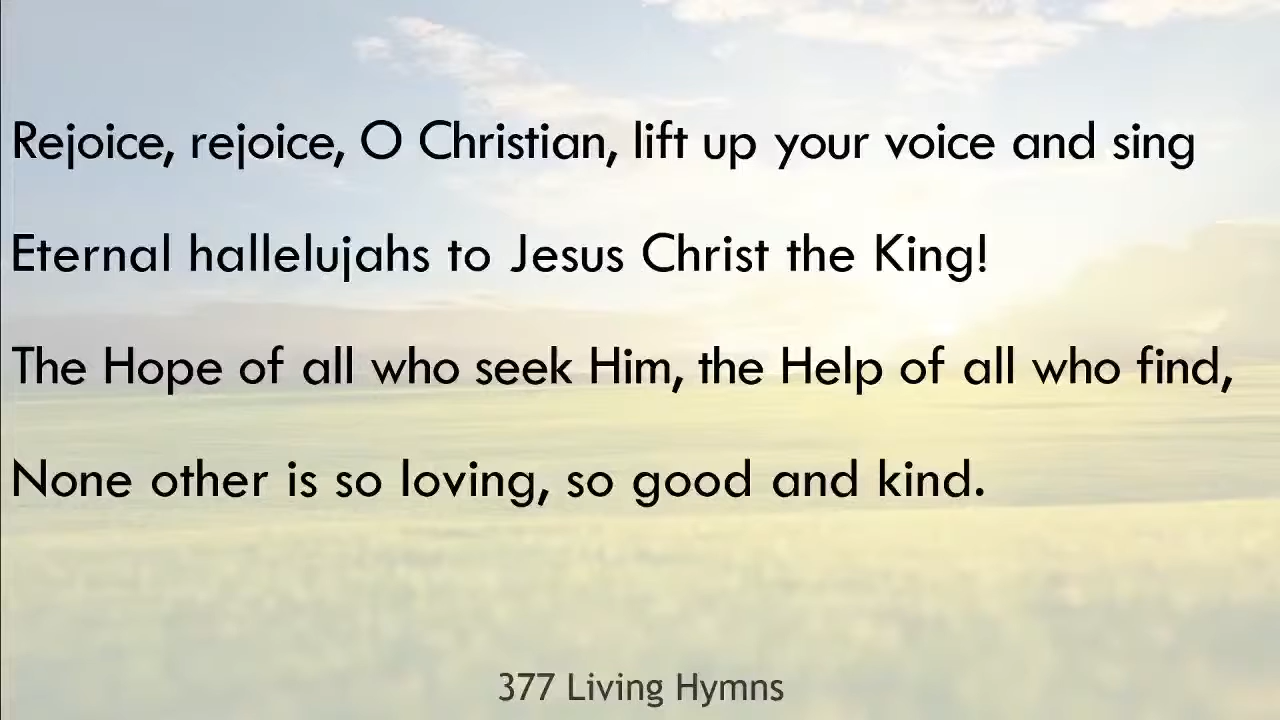 Rejoice, rejoice, O Christian, lift up your voice and sing
Eternal hallelujahs to Jesus Christ the King!
The Hope of all who seek Him, the Help of all who find,
None other is so loving, so good and kind.
377 Living Hymns